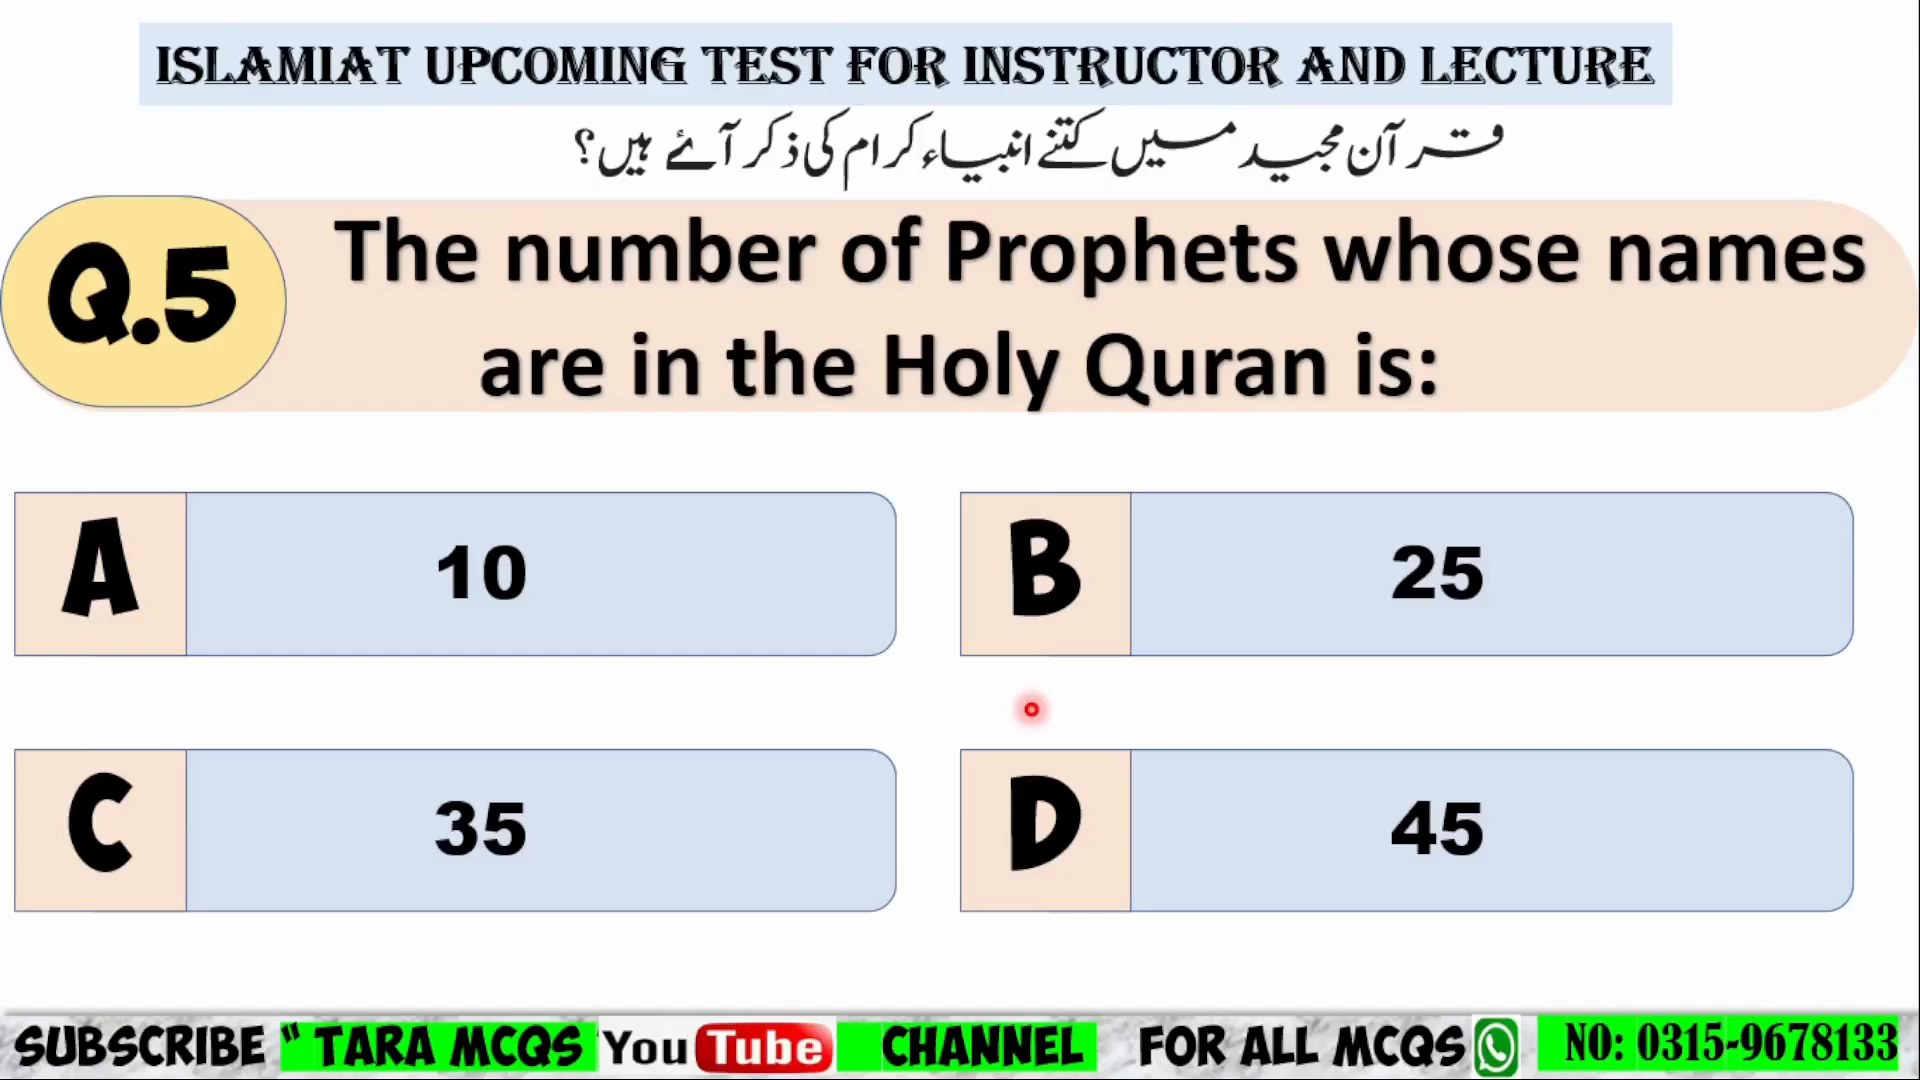 ISLAMIAT UPCOMING TEST FOR INSTRUCTOR AND LECTURE
قرآن مجید میں کتنے انبیاء کرام کی ذکر آئے ہیں؟
Q.5
The number of Prophets whose names
are in the Holy Quran is:
A 10
B 25
C 35
D 45
SUBSCRIBE " TARA MCQS YouTube CHANNEL FOR ALL MCQS NO: 0315-9678133